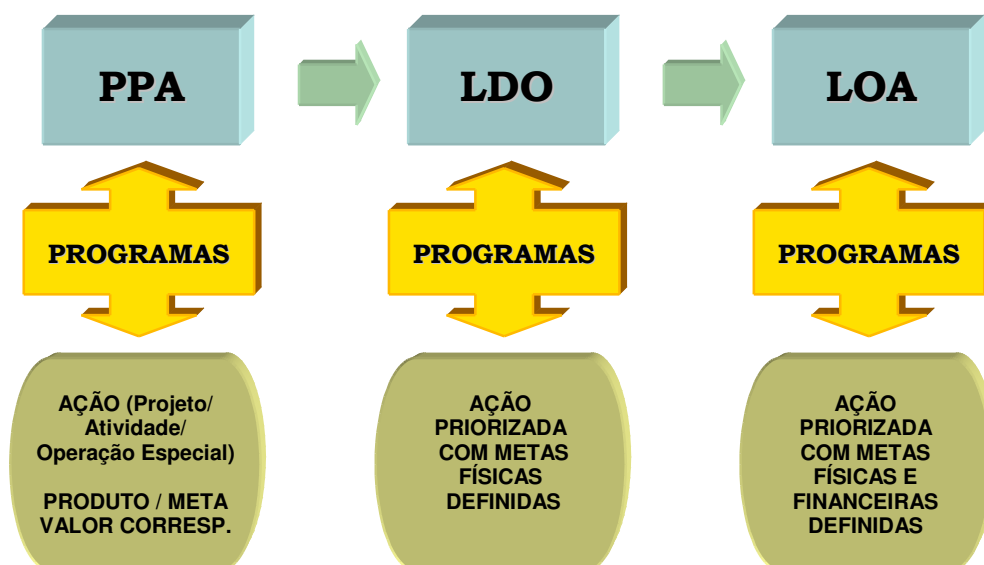 PPA
LDO
LOA
PROGRAMAS
PROGRAMAS
PROGRAMAS
AÇÃO (Projeto/
Atividade/
Operação Especial)
PRODUTO / META
VALOR CORRESP.
AÇÃO
PRIORIZADA
COM METAS
FÍSICAS
DEFINIDAS
AÇÃO
PRIORIZADA
COM METAS
FÍSICAS E
FINANCEIRAS
DEFINIDAS